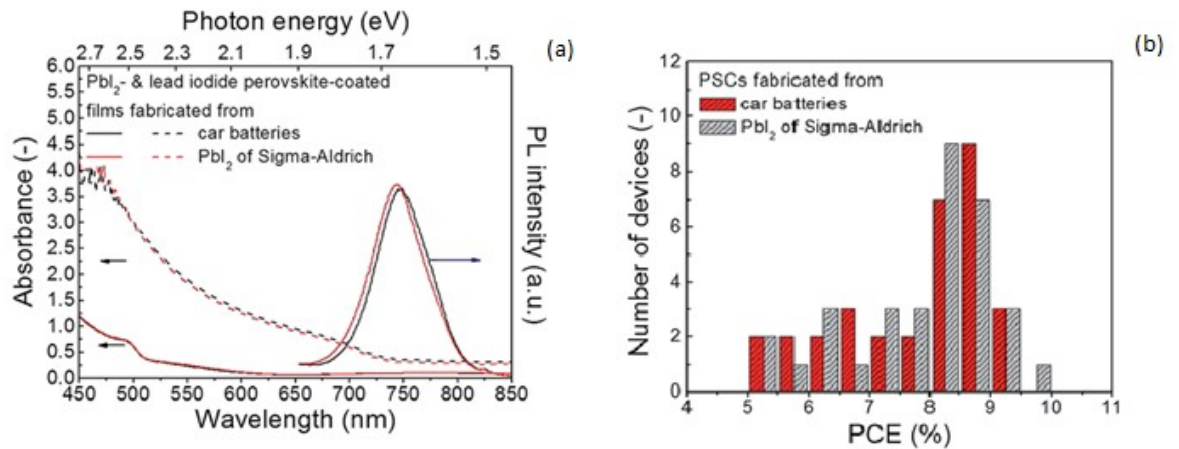 Photon energy (eV)
2.7 2.5 2.3 2.1 1.9 1.7 1.5
(a)
6.0
5.5
5.0
4.5
4.0
3.5
3.0
2.5
2.0
1.5
1.0
0.5
0.0
Absorbance (-)
PbI2- & lead iodide perovskite-coated
films fabricated from
car batteries
PbI2 of Sigma-Aldrich
PL intensity (a.u.)
450 500 550 600 650 700 750 800 850
Wavelength (nm)
(b)
12
10
8
6
4
2
0
Number of devices (-)
PSCs fabricated from
car batteries
PbI2 of Sigma-Aldrich
4 5 6 7 8 9 10 11
PCE (%)